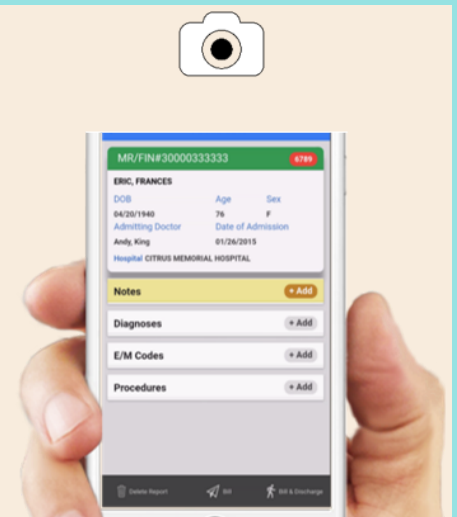 MR/FIN#30000333333 6789
ERIC, FRANCES
DOB Age Sex
04/20/1940 76 F
Admitting Doctor Date of Admission
Andy, King 01/26/2015
Hospital CITRUS MEMORIAL HOSPITAL
Notes + Add
Diagnoses + Add
E/M Codes + Add
Procedures + Add
Delete Report Bill Bill & Discharge